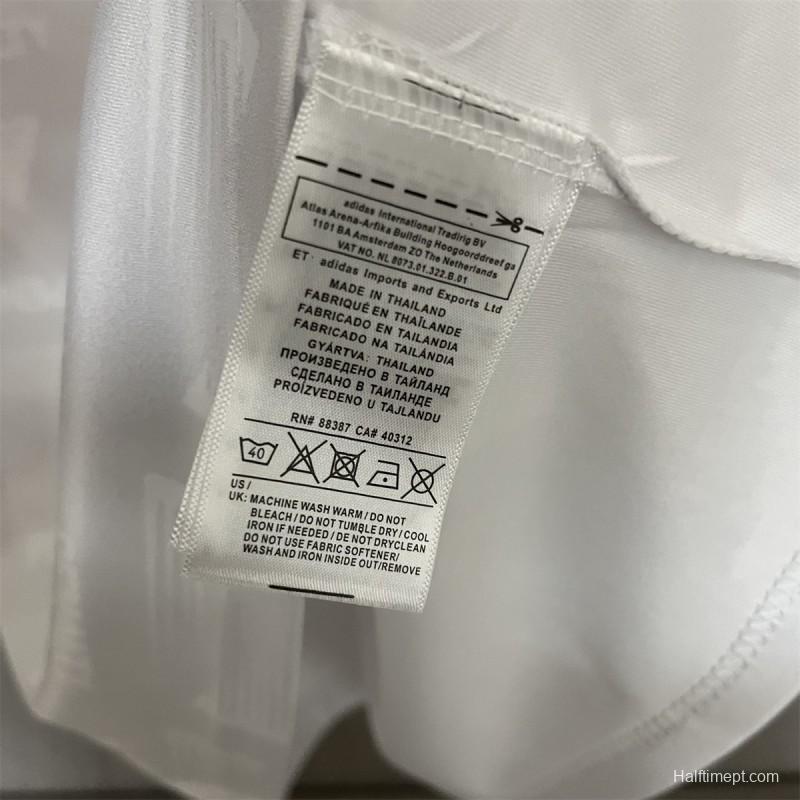 adidas International Tradirig BV
Atlas Arena-Arfika Building Hoogoorddreef ga
1101 BA Amsterdam ZO The Netherlands
VAT NO. NL 8073.01.322.B.01
ET· adidas Imports and Exports Ltd
MADE IN THAILAND
FABRIQUÉ EN THAÏLANDE
FABRICADO EN TAILANDIA
FABRICADO NA TAILÂNDIA
GYÁRTVA: THAILAND
ПРОИЗВЕДЕНО В ТАЙЛАНД
СДЕЛАНО В ТАИЛАНДЕ
PROIZVEDENO U TAJLANDU
RN# 88387 CA# 40312
40
US /
UK: MACHINE WASH WARM / DO NOT
BLEACH / DO NOT TUMBLE DRY / COOL
IRON IF NEEDED / DE NOT DRYCLEAN
DO NOT USE FABRIC SOFTENER/
WASH AND IRON INSIDE OUT/REMOVE
Halftimept.com